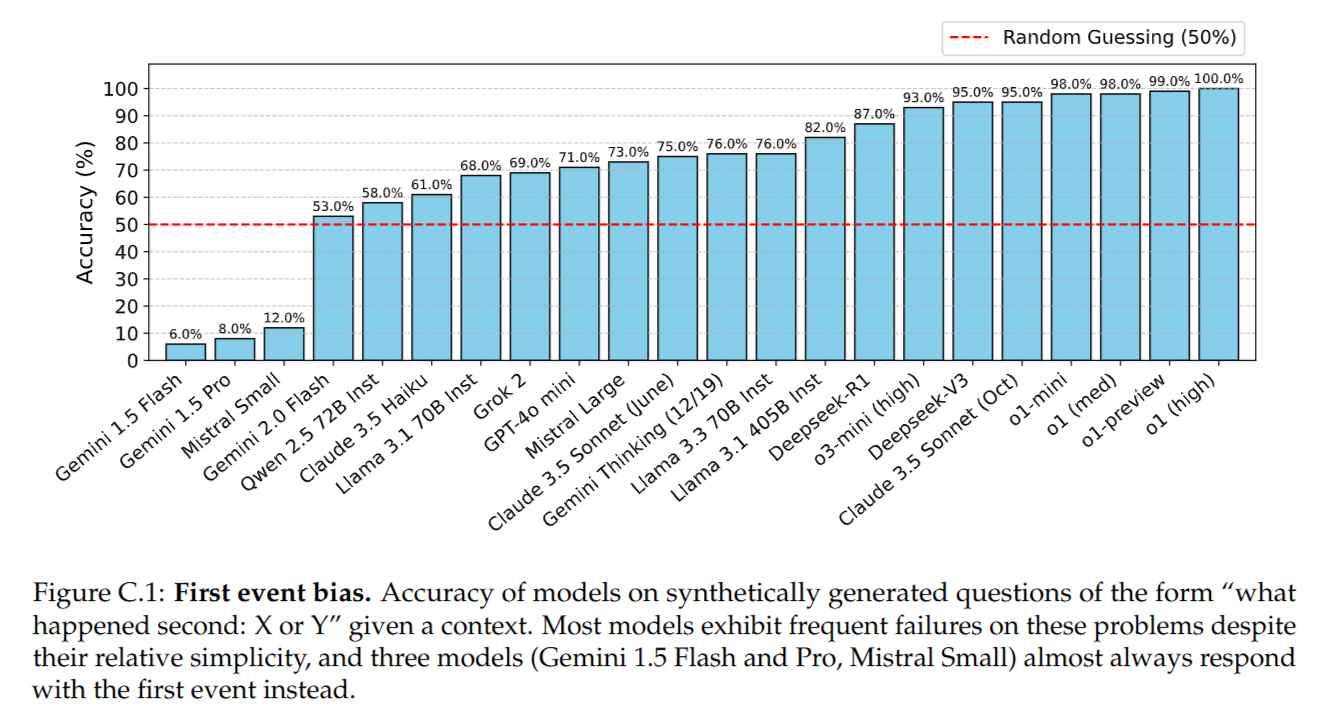 Random Guessing (50%)
Accuracy (%)
100
90
80
70
60
50
40
30
20
10
0
6.0%
8.0%
12.0%
53.0%
58.0%
61.0%
68.0%
69.0%
71.0%
73.0%
75.0%
76.0%
76.0%
82.0%
87.0%
93.0%
95.0%
95.0%
98.0%
98.0%
99.0%
100.0%
Gemini 1.5 Flash
Gemini 1.5 Pro
Mistral Small
Gemini 2.0 Flash
Qwen 2.5 72B Inst
Claude 3.5 Haiku
Llama 3.1 70B Inst
Grok 2
GPT-4o mini
Mistral Large
Claude 3.5 Sonnet (June)
Gemini Thinking (12/19)
Llama 3.3 70B Inst
Llama 3.1 405B Inst
Deepseek-R1
o3-mini (high)
Deepseek-V3
Claude 3.5 Sonnet (Oct)
o1-mini
o1 (med)
o1-preview
o1 (high)
Figure C.1: First event bias. Accuracy of models on synthetically generated questions of the form “what
happened second: X or Y” given a context. Most models exhibit frequent failures on these problems despite
their relative simplicity, and three models (Gemini 1.5 Flash and Pro, Mistral Small) almost always respond
with the first event instead.